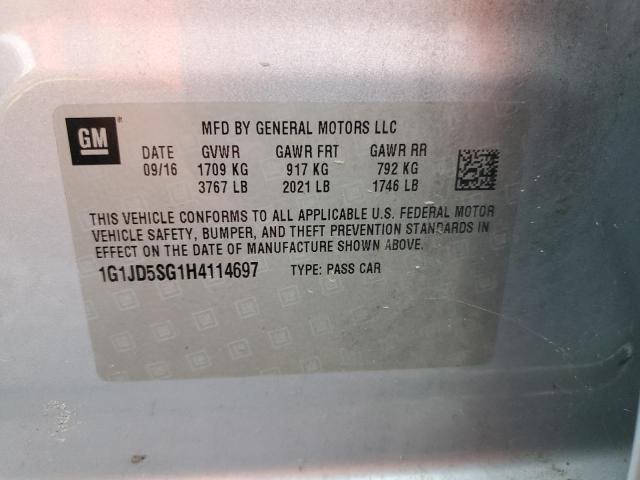 GM
MFD BY GENERAL MOTORS LLC
DATE GVWR GAWR FRT GAWR RR
09/16 1709 KG 917 KG 792 KG
3767 LB 2021 LB 1746 LB
THIS VEHICLE CONFORMS TO ALL APPLICABLE U.S. FEDERAL MOTOR
VEHICLE SAFETY, BUMPER, AND THEFT PREVENTION STANDARDS IN
EFFECT ON THE DATE OF MANUFACTURE SHOWN ABOVE.
1G1JD5SG1H4114697 TYPE: PASS CAR